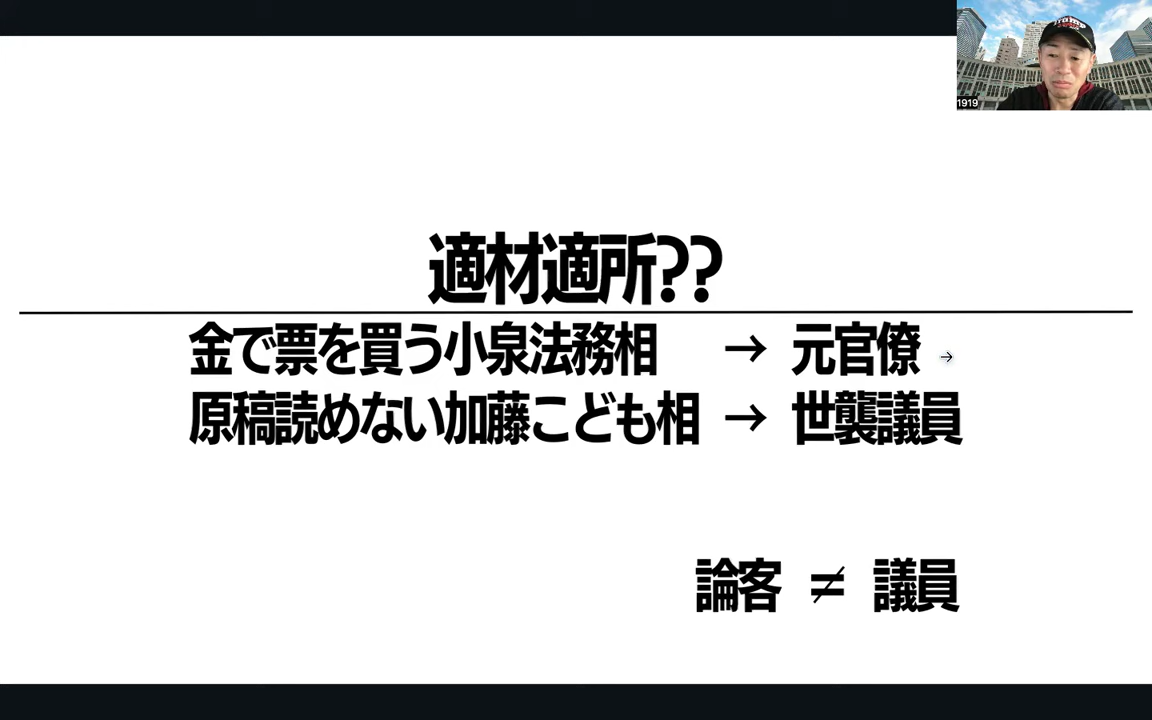 1919
適材適所??
金で票を買う小泉法務相 → 元官僚 →
原稿読めない加藤こども相 → 世襲議員
論客 ≠ 議員